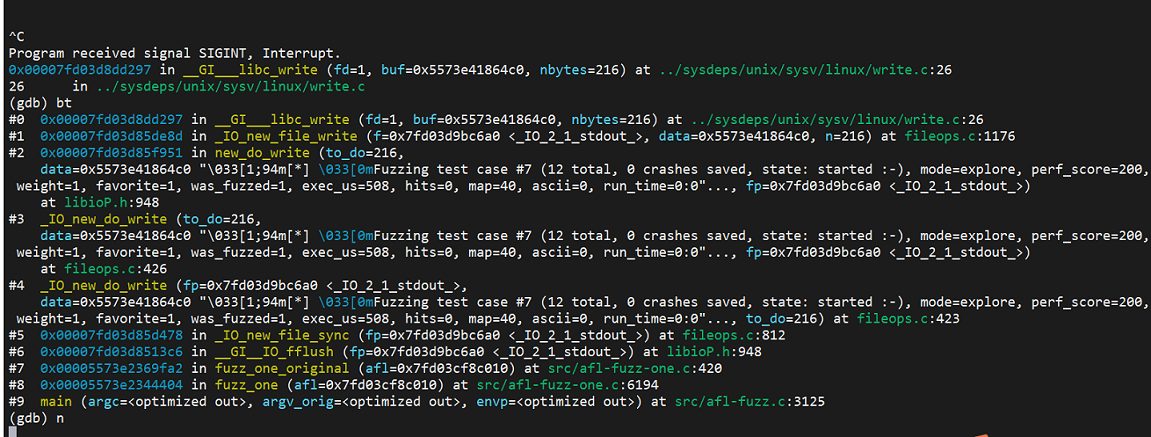 ^C
Program received signal SIGINT, Interrupt.
0x00007fd03d8dd297 in __GI___libc_write (fd=1, buf=0x5573e41864c0, nbytes=216) at ../sysdeps/unix/sysv/linux/write.c:26
26      in ../sysdeps/unix/sysv/linux/write.c
(gdb) bt
#0  0x00007fd03d8dd297 in __GI___libc_write (fd=1, buf=0x5573e41864c0, nbytes=216) at ../sysdeps/unix/sysv/linux/write.c:26
#1  0x00007fd03d85de8d in _IO_new_file_write (f=0x7fd03d9bc6a0 <_IO_2_1_stdout_>, data=0x5573e41864c0, n=216) at fileops.c:1176
#2  0x00007fd03d85f951 in new_do_write (to_do=216,
    data=0x5573e41864c0 "\033[1;94m[*] \033[0mFuzzing test case #7 (12 total, 0 crashes saved, state: started :-), mode=explore, perf_score=200,
 weight=1, favorite=1, was_fuzzed=1, exec_us=508, hits=0, map=40, ascii=0, run_time=0:0"..., fp=0x7fd03d9bc6a0 <_IO_2_1_stdout_>)
    at libioP.h:948
#3  _IO_new_do_write (to_do=216,
    data=0x5573e41864c0 "\033[1;94m[*] \033[0mFuzzing test case #7 (12 total, 0 crashes saved, state: started :-), mode=explore, perf_score=200,
 weight=1, favorite=1, was_fuzzed=1, exec_us=508, hits=0, map=40, ascii=0, run_time=0:0"..., fp=0x7fd03d9bc6a0 <_IO_2_1_stdout_>)
    at fileops.c:426
#4  _IO_new_do_write (fp=0x7fd03d9bc6a0 <_IO_2_1_stdout_>,
    data=0x5573e41864c0 "\033[1;94m[*] \033[0mFuzzing test case #7 (12 total, 0 crashes saved, state: started :-), mode=explore, perf_score=200,
 weight=1, favorite=1, was_fuzzed=1, exec_us=508, hits=0, map=40, ascii=0, run_time=0:0"..., to_do=216) at fileops.c:423
#5  0x00007fd03d85d478 in _IO_new_file_sync (fp=0x7fd03d9bc6a0 <_IO_2_1_stdout_>) at fileops.c:812
#6  0x00007fd03d8513c6 in __GI__IO_fflush (fp=0x7fd03d9bc6a0 <_IO_2_1_stdout_>) at libioP.h:948
#7  0x00005573e2369fa2 in fuzz_one_original (afl=0x7fd03cf8c010) at src/afl-fuzz-one.c:420
#8  0x00005573e2344404 in fuzz_one (afl=0x7fd03cf8c010) at src/afl-fuzz-one.c:6194
#9  main (argc=<optimized out>, argv_orig=<optimized out>, envp=<optimized out>) at src/afl-fuzz.c:3125
(gdb) n